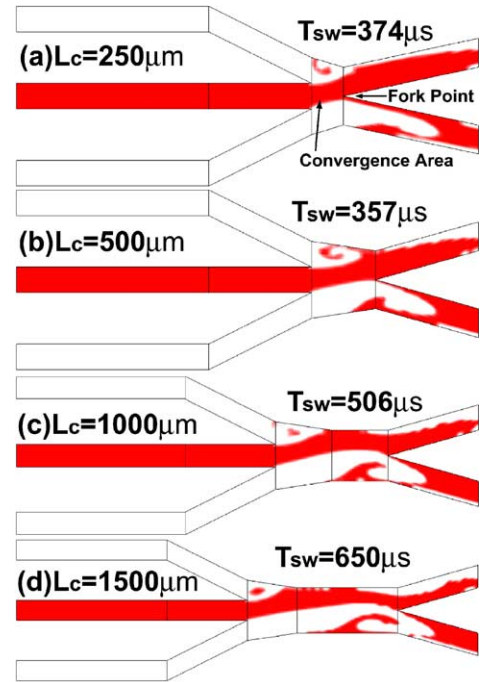 Tsw=374μs
(a)Lc=250μm
Fork Point
Convergence Area
Tsw=357μs
(b)Lc=500μm
Tsw=506μs
(c)Lc=1000μm
Tsw=650μs
(d)Lc=1500μm